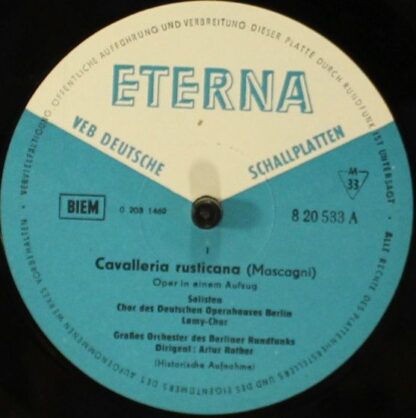 VERVIELFÄLTIGUNG ÖFFENTLICHE AUFFÜHRUNG UND VERBREITUNG DIESER PLATTE DURCH RUNDFUNK IST UNTERSAGT • ALLE RECHTE DES PLATTENHERSTELLERS UND DES EIGENTÜMERS DES AUFGENOMMENEN WERKES VORBEHALTEN •
ETERNA
VEB DEUTSCHE SCHALLPLATTEN
BIEM
0 208 1460
M
33
8 20 533 A
I
Cavalleria rusticana (Mascagni)
Oper in einem Aufzug
Solisten
Chor des Deutschen Opernhauses Berlin
Lamy-Chor
Großes Orchester des Berliner Rundfunks
Dirigent: Artur Rother
(Historische Aufnahme)